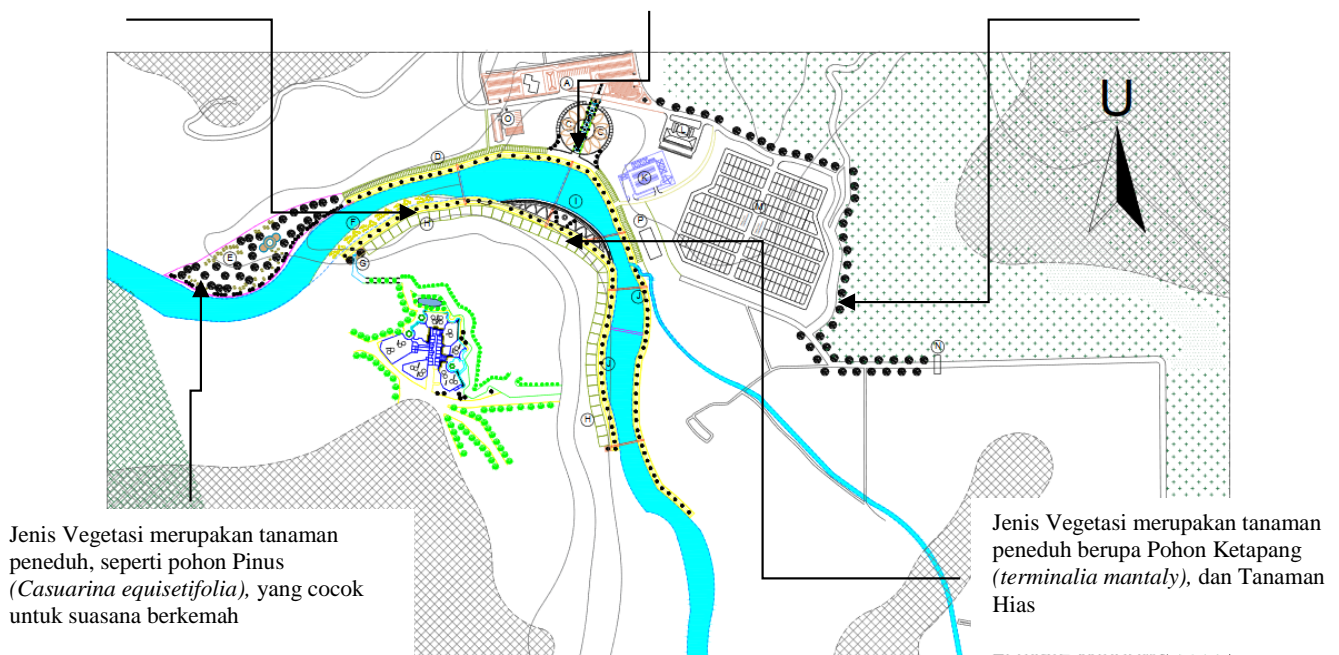 U
A
O
C
C
L
D
K
I
P
M
F
H
E
G
J
N
J
H
Jenis Vegetasi merupakan tanaman
peneduh, seperti pohon Pinus
(Casuarina equisetifolia), yang cocok
untuk suasana berkemah
Jenis Vegetasi merupakan tanaman
peneduh berupa Pohon Ketapang
(terminalia mantaly), dan Tanaman
Hias